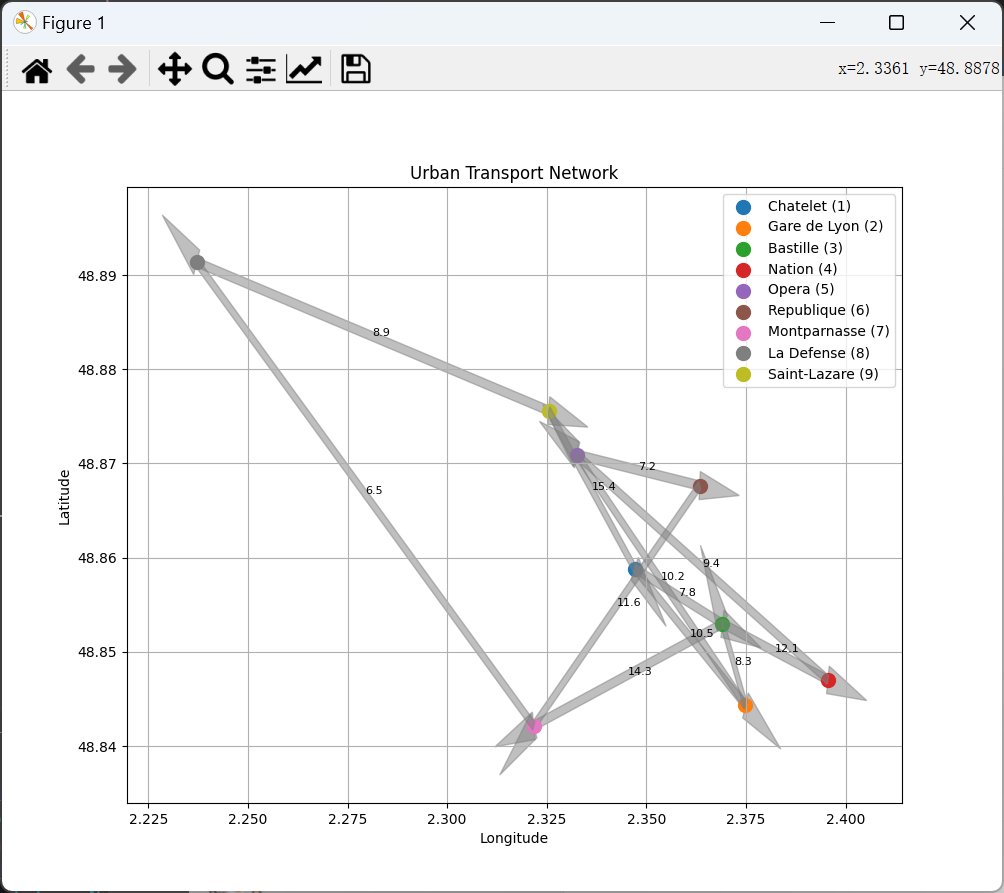 Figure 1
x=2.3361 y=48.8878
Urban Transport Network
Chatelet (1)
Gare de Lyon (2)
Bastille (3)
Nation (4)
Opera (5)
Republique (6)
Montparnasse (7)
La Defense (8)
Saint-Lazare (9)
48.89
48.88
48.87
48.86
48.85
48.84
Latitude
8.9
7.2
15.4
6.5
9.4
10.2
7.8
11.6
10.5
12.1
8.3
14.3
2.225
2.250
2.275
2.300
2.325
2.350
2.375
2.400
Longitude